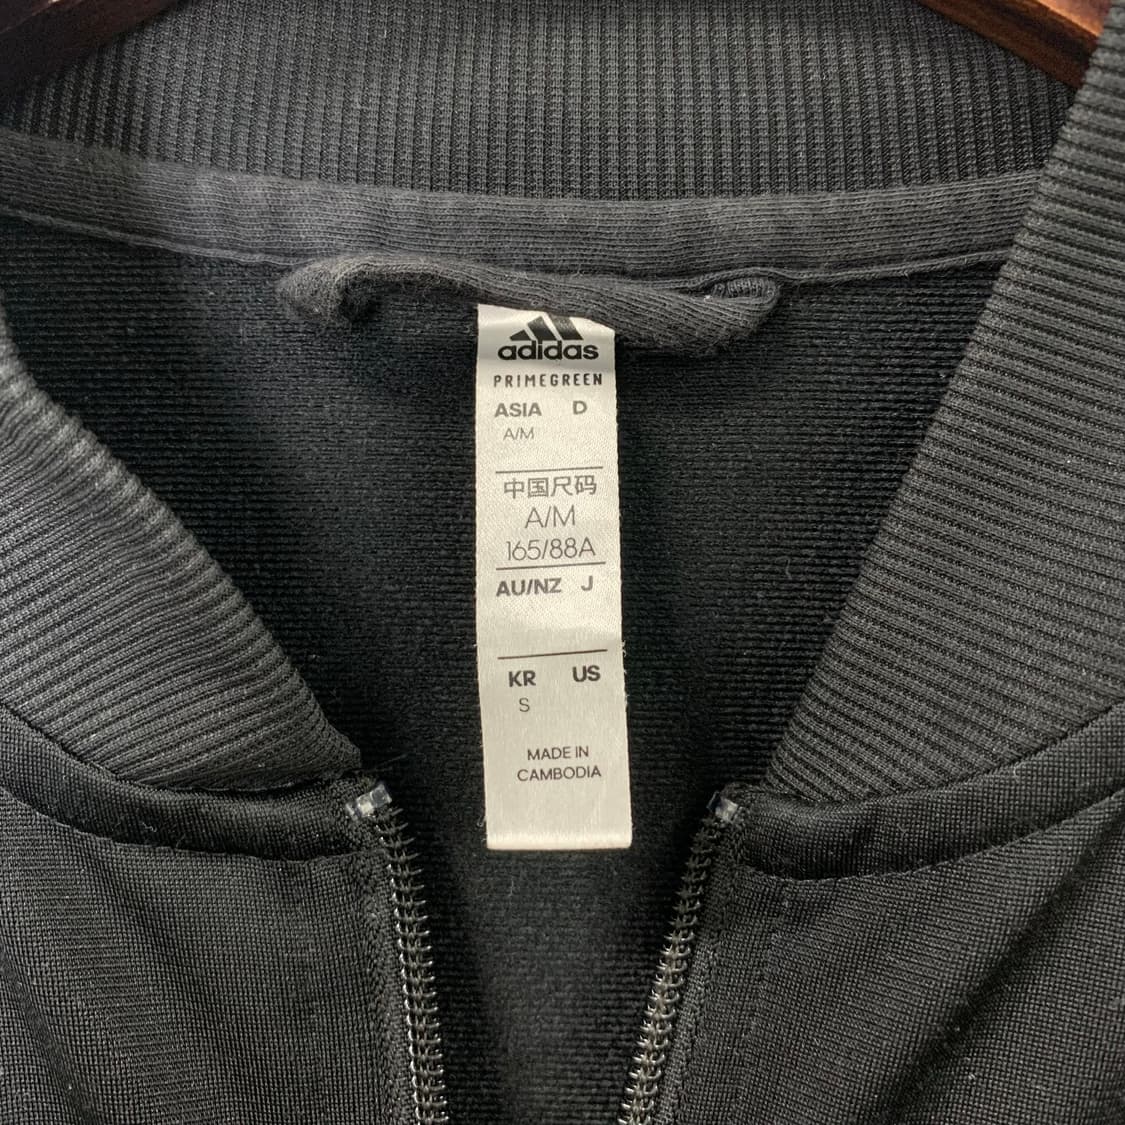 adidas
PRIMEGREEN
ASIA D
A/M
中国尺码
A/M
165/88A
AU/NZ J
KR US
S
MADE IN
CAMBODIA